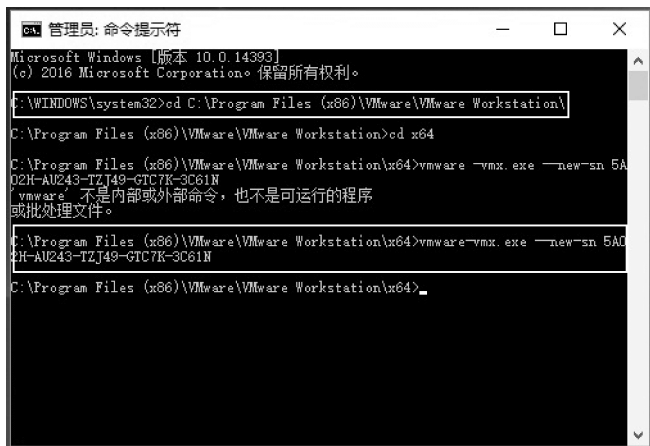 管理员: 命令提示符
Microsoft Windows [版本 10.0.14393]
(c) 2016 Microsoft Corporation。保留所有权利。
C:\WINDOWS\system32>cd C:\Program Files (x86)\VMware\VMware Workstation\
C:\Program Files (x86)\VMware\VMware Workstation>cd x64
C:\Program Files (x86)\VMware\VMware Workstation\x64>vmware -vmx.exe --new-sn 5A
02H-AU243-TZJ49-GTC7K-3C61N
'vmware' 不是内部或外部命令，也不是可运行的程序
或批处理文件。
C:\Program Files (x86)\VMware\VMware Workstation\x64>vmware-vmx.exe --new-sn 5A0
2H-AU243-TZJ49-GTC7K-3C61N
C:\Program Files (x86)\VMware\VMware Workstation\x64>_